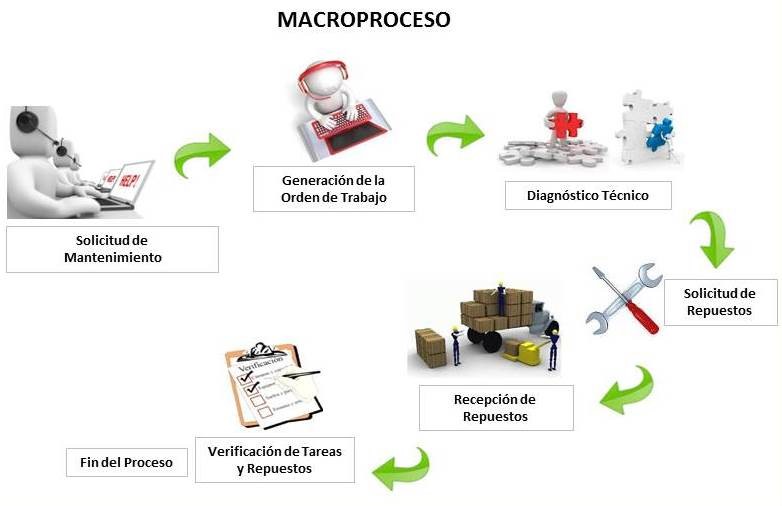 MACROPROCESO
HELP!
HELP!
Solicitud de
Mantenimiento
Generación de la
Orden de Trabajo
Diagnóstico Técnico
Solicitud de
Repuestos
Recepción de
Repuestos
Verificación
Verificación de Tareas
y Repuestos
Fin del Proceso